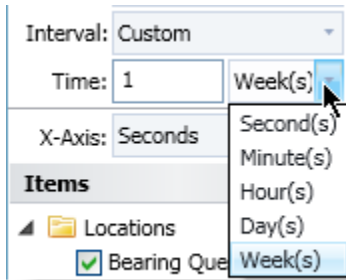 Interval: Custom
Time: 1 Week(s)
X-Axis: Seconds
Second(s)
Minute(s)
Hour(s)
Day(s)
Week(s)
Items
Locations
Bearing Que